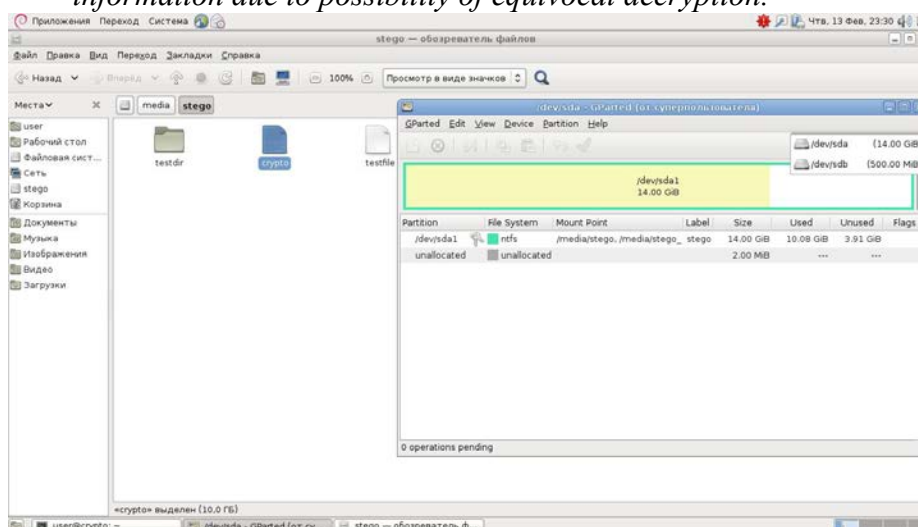 information due to possibility of equivocal decryption.
Приложения Переход Система
Чтв, 13 Фев, 23:30
stego — обозреватель файлов
Файл Правка Вид Переход Закладки Справка
Назад Вперед 100% Просмотр в виде значков
Места media stego
user
Рабочий стол
Файловая сист...
Сеть
stego
Корзина
Документы
Музыка
Изображения
Видео
Загрузки
testdir crypto testfile
/dev/sda - GParted (от суперпользователя)
GParted Edit View Device Partition Help
/dev/sda (14.00 GiB
/dev/sdb (500.00 MiB
/dev/sda1
14.00 GiB
Partition File System Mount Point Label Size Used Unused Flags
/dev/sda1 ntfs /media/stego, /media/stego_ stego 14.00 GiB 10.08 GiB 3.91 GiB
unallocated unallocated 2.00 MiB --- ---
0 operations pending
«crypto» выделен (10,0 ГБ)
user@crypto: ~ /dev/sda - GParted (от су... stego — обозреватель ф...